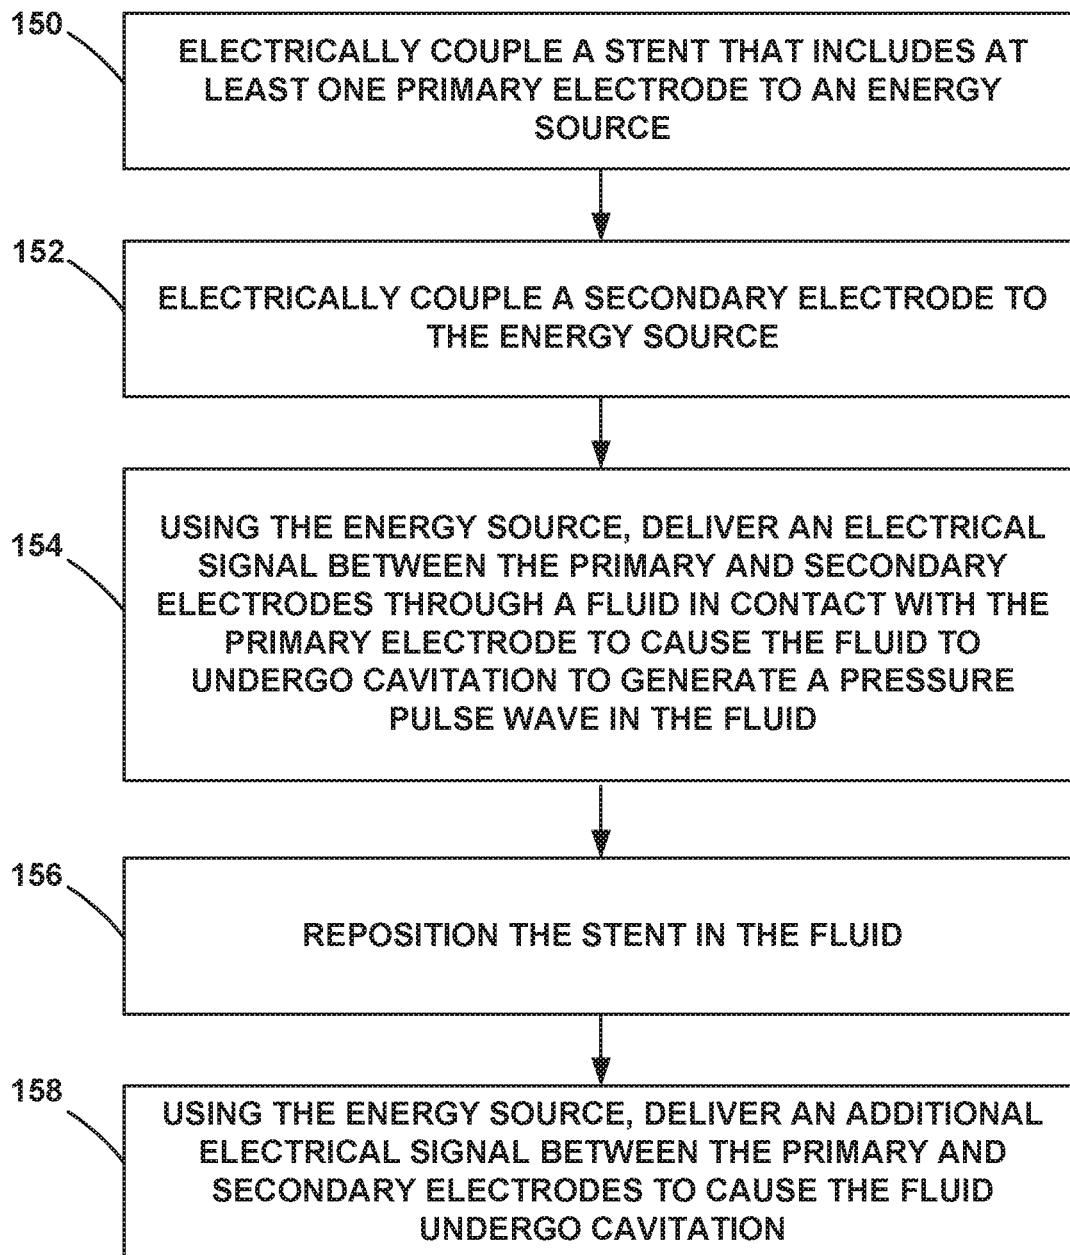 150
ELECTRICALLY COUPLE A STENT THAT INCLUDES AT
LEAST ONE PRIMARY ELECTRODE TO AN ENERGY
SOURCE
152
ELECTRICALLY COUPLE A SECONDARY ELECTRODE TO
THE ENERGY SOURCE
154
USING THE ENERGY SOURCE, DELIVER AN ELECTRICAL
SIGNAL BETWEEN THE PRIMARY AND SECONDARY
ELECTRODES THROUGH A FLUID IN CONTACT WITH THE
PRIMARY ELECTRODE TO CAUSE THE FLUID TO
UNDERGO CAVITATION TO GENERATE A PRESSURE
PULSE WAVE IN THE FLUID
156
REPOSITION THE STENT IN THE FLUID
158
USING THE ENERGY SOURCE, DELIVER AN ADDITIONAL
ELECTRICAL SIGNAL BETWEEN THE PRIMARY AND
SECONDARY ELECTRODES TO CAUSE THE FLUID
UNDERGO CAVITATION